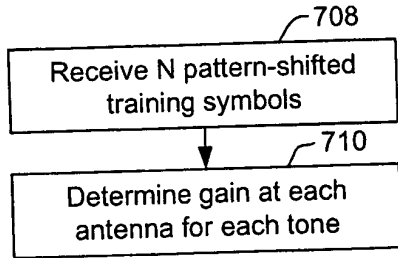 708
Receive N pattern-shifted
training symbols
710
Determine gain at each
antenna for each tone